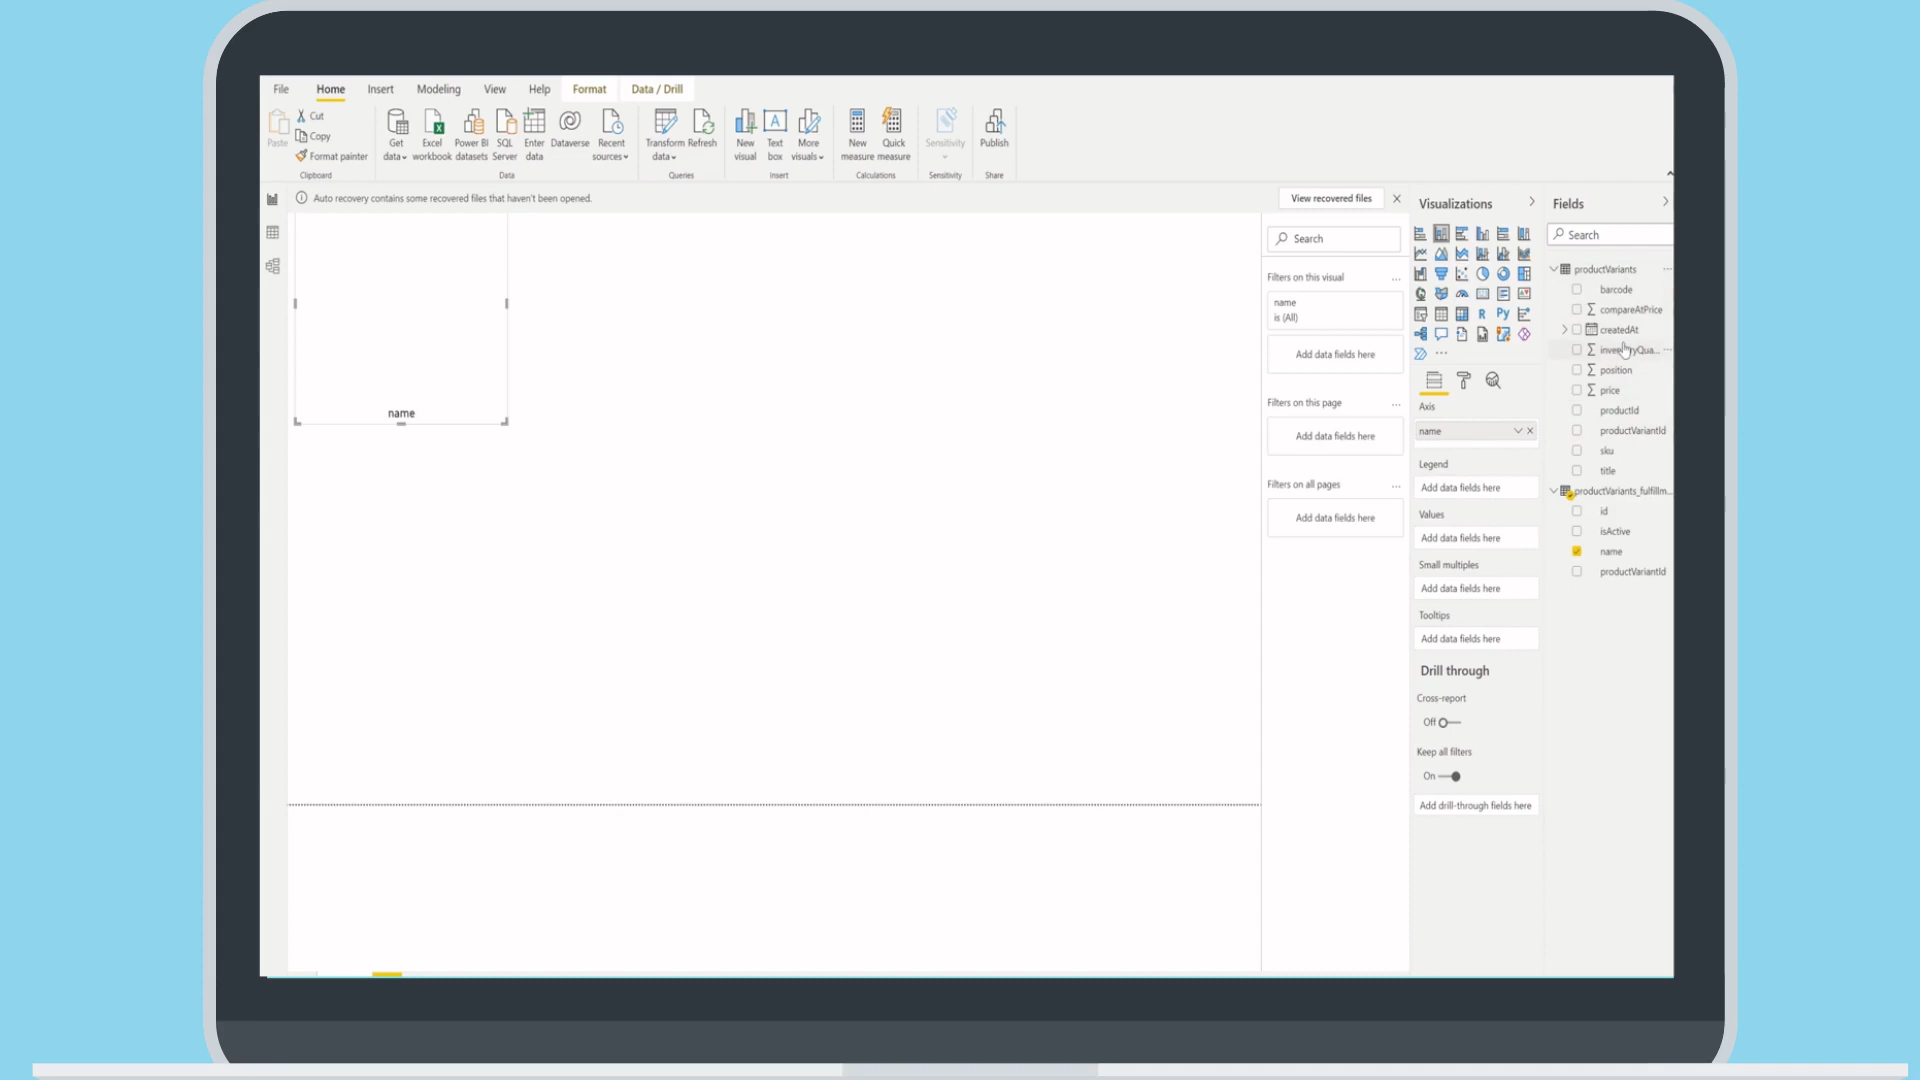 File Home Insert Modeling View Help Format Data / Drill
Paste
Cut
Copy
Format painter
Clipboard
Get data
Excel workbook
Power BI datasets
SQL Server
Enter data
Dataverse
Recent sources
Data
Transform data
Refresh
Queries
New visual
Text box
More visuals
Insert
New measure
Quick measure
Calculations
Sensitivity
Sensitivity
Publish
Share
Auto recovery contains some recovered files that haven't been opened.
View recovered files
name
Search
Filters on this visual
name
is (All)
Add data fields here
Filters on this page
Add data fields here
Filters on all pages
Add data fields here
Visualizations
R Py
Axis
name
Legend
Add data fields here
Values
Add data fields here
Small multiples
Add data fields here
Tooltips
Add data fields here
Drill through
Cross-report
Off
Keep all filters
On
Add drill-through fields here
Fields
Search
productVariants
barcode
compareAtPrice
createdAt
position
price
productId
productVariantId
sku
title
productVariants_fulfillm...
id
isActive
name
productVariantId